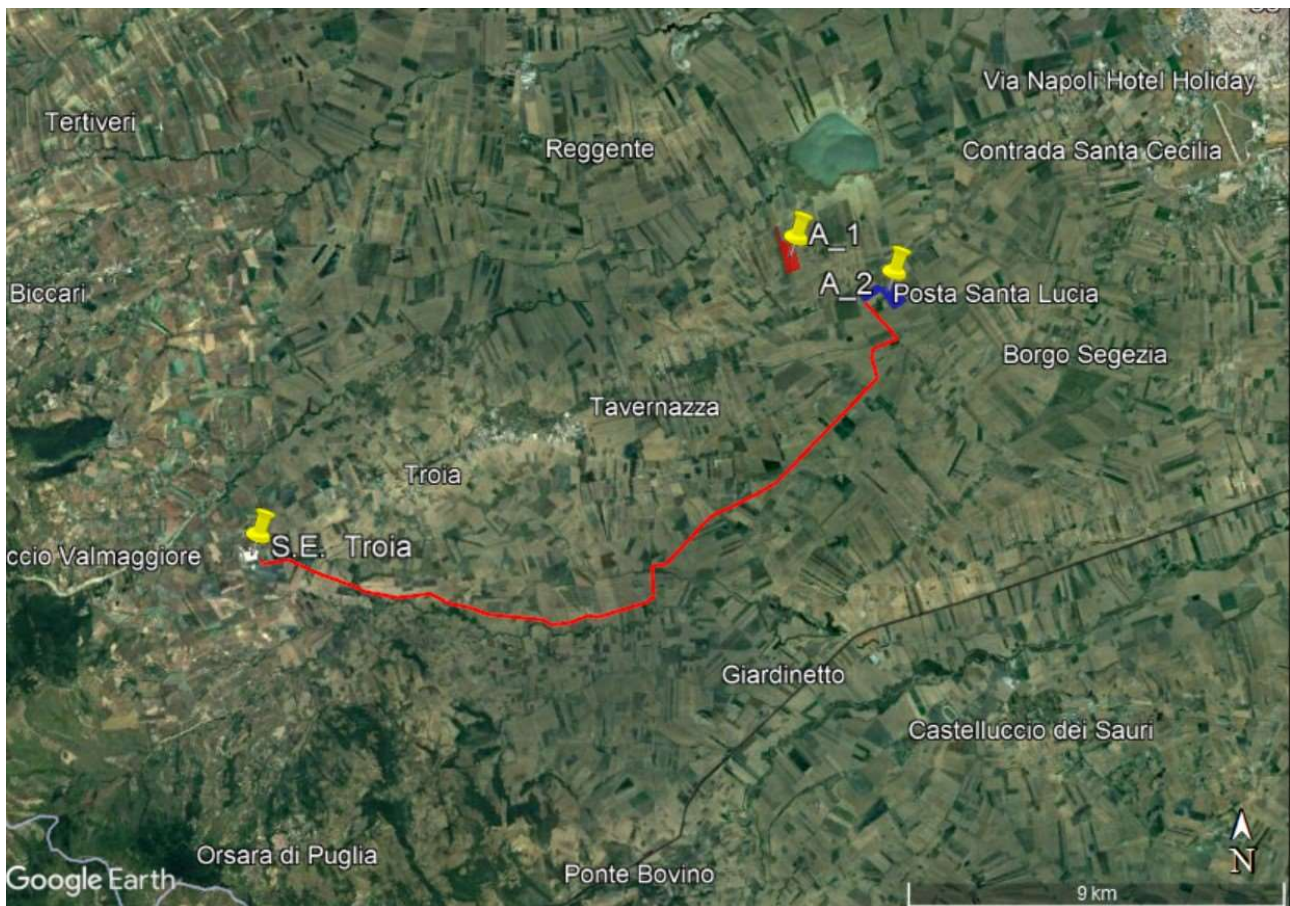 Via Napoli Hotel Holiday
Tertiveri
Reggente
Contrada Santa Cecilia
A_1
Biccari
A_2
Posta Santa Lucia
Borgo Segezia
Tavernazza
Troia
S.E. Troia
ccio Valmaggiore
Giardinetto
Castelluccio dei Sauri
Orsara di Puglia
Ponte Bovino
N
Google Earth
9 km